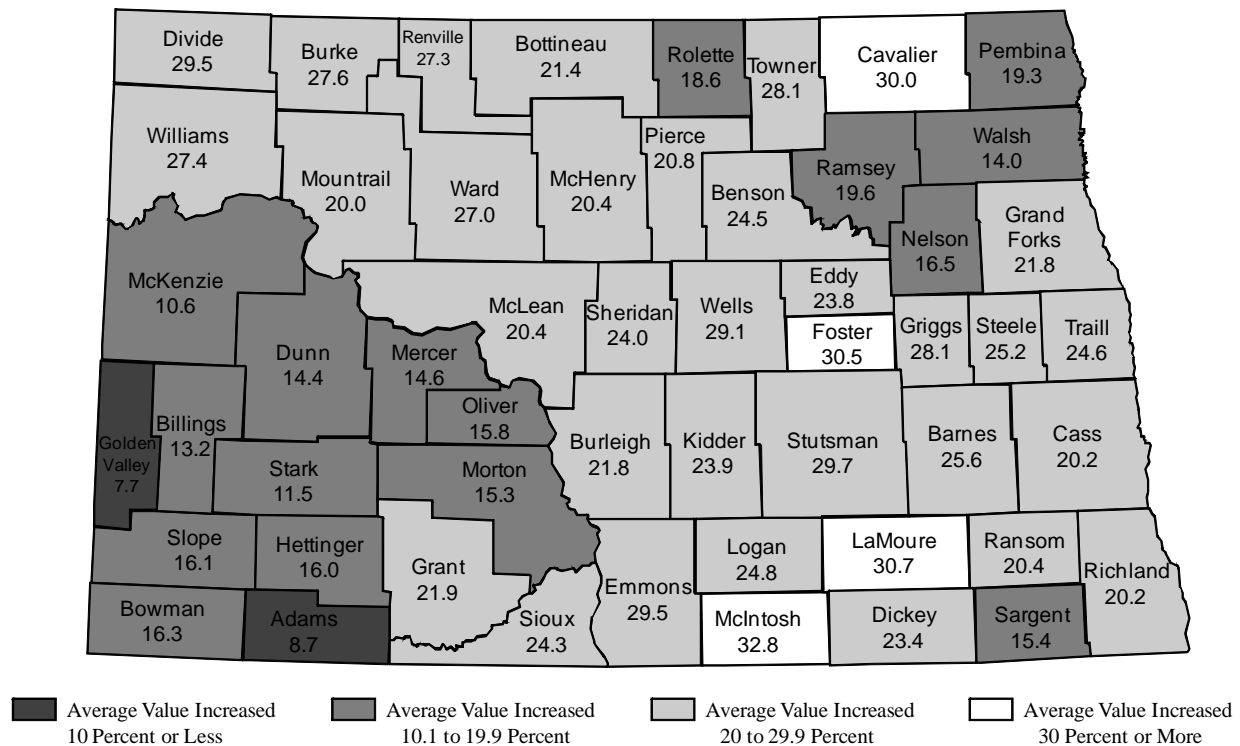 Divide
29.5
Burke
27.6
Renville
27.3
Bottineau
21.4
Rolette
18.6
Towner
28.1
Cavalier
30.0
Pembina
19.3
Williams
27.4
Mountrail
20.0
Ward
27.0
McHenry
20.4
Pierce
20.8
Benson
24.5
Ramsey
19.6
Walsh
14.0
Nelson
16.5
Grand
Forks
21.8
McKenzie
10.6
Dunn
14.4
Mercer
14.6
Oliver
15.8
McLean
20.4
Sheridan
24.0
Wells
29.1
Eddy
23.8
Foster
30.5
Griggs
28.1
Steele
25.2
Traill
24.6
Golden
Valley
7.7
Billings
13.2
Stark
11.5
Morton
15.3
Burleigh
21.8
Kidder
23.9
Stutsman
29.7
Barnes
25.6
Cass
20.2
Slope
16.1
Hettinger
16.0
Grant
21.9
Bowman
16.3
Adams
8.7
Sioux
24.3
Emmons
29.5
Logan
24.8
McIntosh
32.8
LaMoure
30.7
Dickey
23.4
Ransom
20.4
Sargent
15.4
Richland
20.2
Average Value Increased
10 Percent or Less
Average Value Increased
10.1 to 19.9 Percent
Average Value Increased
20 to 29.9 Percent
Average Value Increased
30 Percent or More